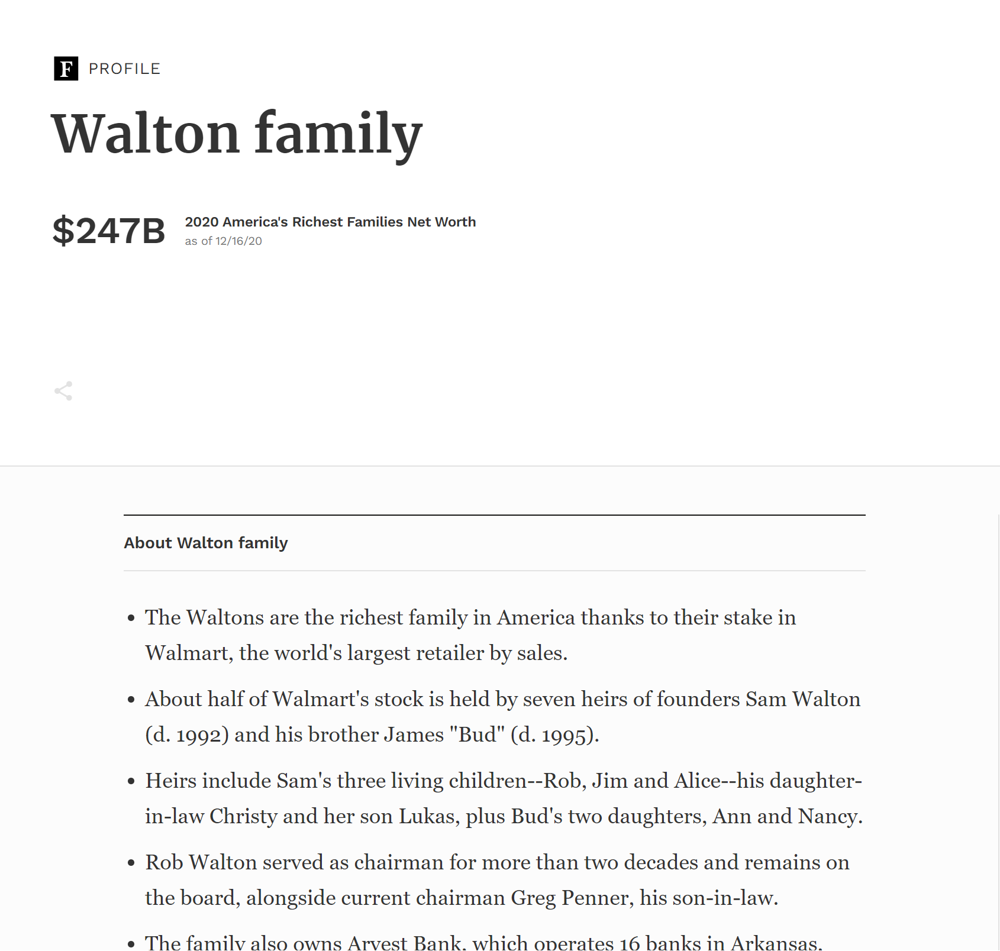 F PROFILE
Walton family
$247B
2020 America's Richest Families Net Worth
as of 12/16/20
About Walton family
• The Waltons are the richest family in America thanks to their stake in
Walmart, the world's largest retailer by sales.
• About half of Walmart's stock is held by seven heirs of founders Sam Walton
(d. 1992) and his brother James "Bud" (d. 1995).
• Heirs include Sam's three living children--Rob, Jim and Alice--his daughter-
in-law Christy and her son Lukas, plus Bud's two daughters, Ann and Nancy.
• Rob Walton served as chairman for more than two decades and remains on
the board, alongside current chairman Greg Penner, his son-in-law.
• The family also owns Arvest Bank, which operates 16 banks in Arkansas,